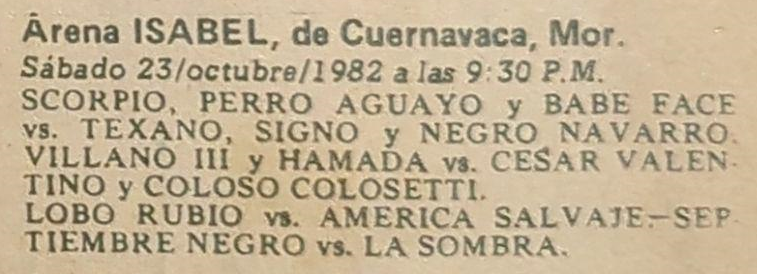 Arena ISABEL, de Cuernavaca, Mor.
Sábado 23/octubre/1982 a las 9:30 P.M.
SCORPIO, PERRO AGUAYO y BABE FACE
vs. TEXANO, SIGNO y NEGRO NAVARRO.
VILLANO III y HAMADA vs. CESAR VALEN-
TINO y COLOSO COLOSETTI.
LOBO RUBIO vs. AMERICA SALVAJE.—SEP-
TIEMBRE NEGRO vs. LA SOMBRA.